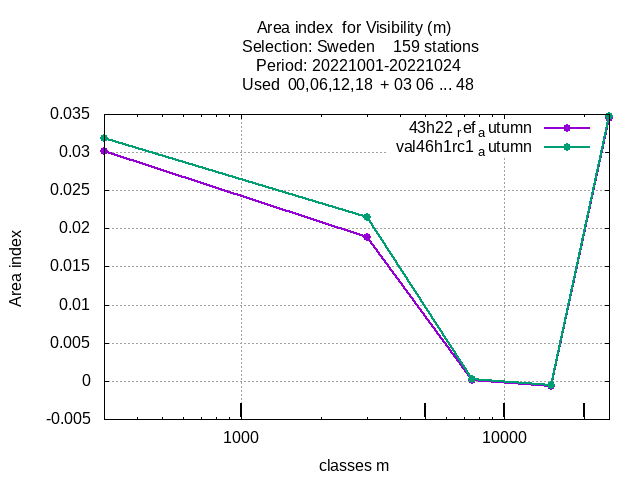 Area index  for Visibility (m)
Selection: Sweden    159 stations
Period: 20221001-20221024
Used  00,06,12,18  + 03 06 ... 48
43h22_ref_autumn
val46h1rc1_autumn
0.035
0.03
0.025
0.02
0.015
0.01
0.005
0
-0.005
Area index
1000
10000
classes m